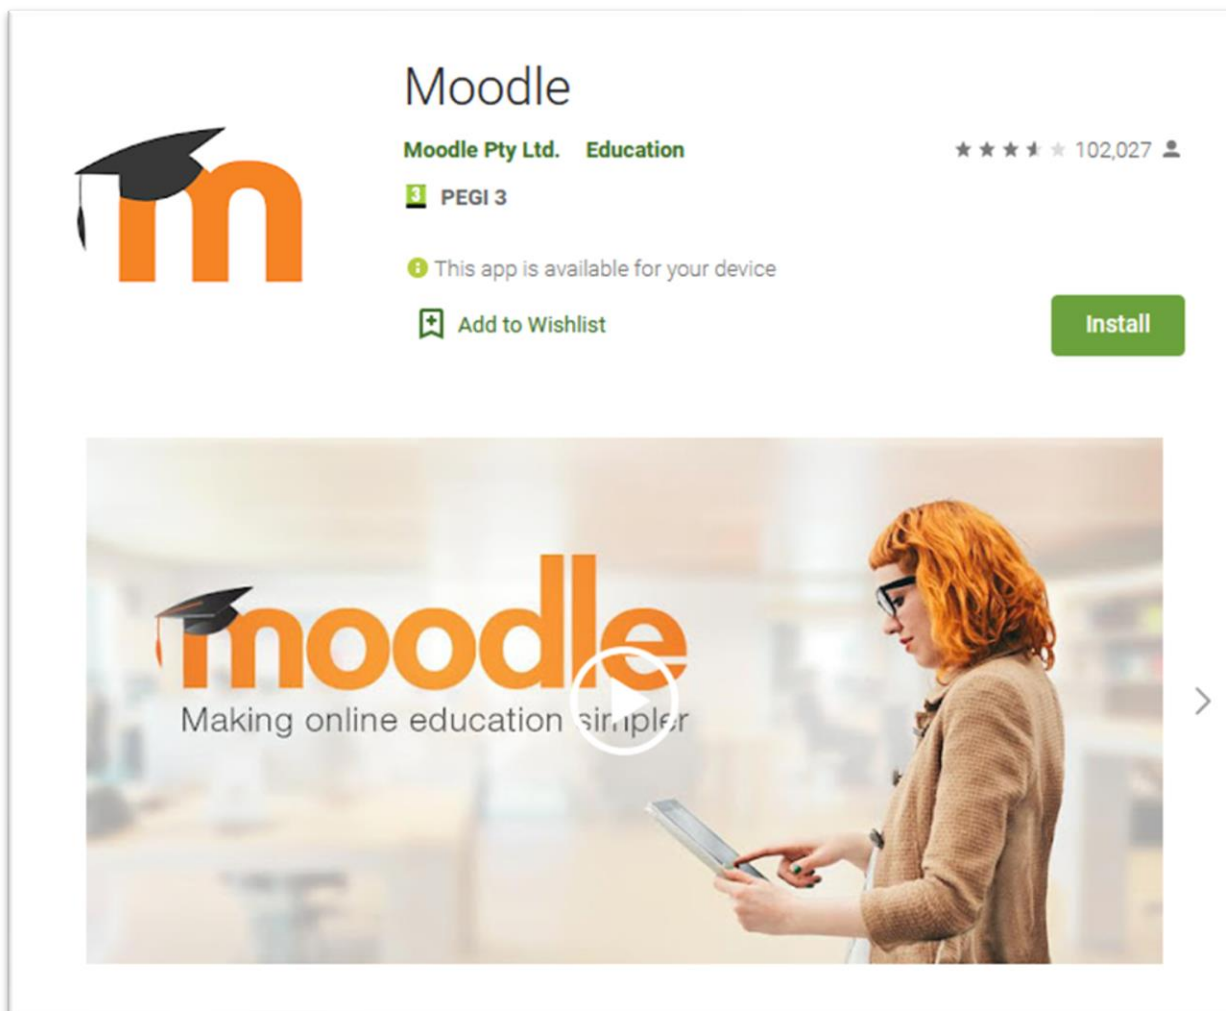 Moodle
Moodle Pty Ltd. Education
102,027
3 PEGI 3
This app is available for your device
Add to Wishlist
Install
m
moodle
Making online education simpler